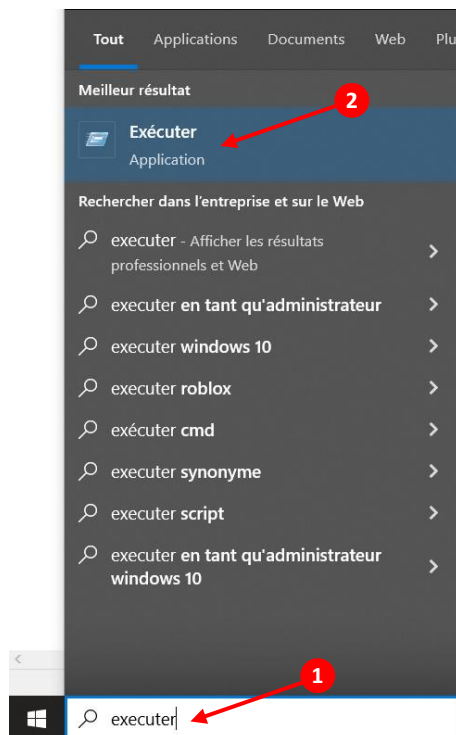 Tout Applications Documents Web Plu
Meilleur résultat
2
Exécuter
Application
Rechercher dans l'entreprise et sur le Web
executer - Afficher les résultats
professionnels et Web
executer en tant qu'administrateur
executer windows 10
executer roblox
exécuter cmd
executer synonyme
executer script
executer en tant qu'administrateur
windows 10
1
executer